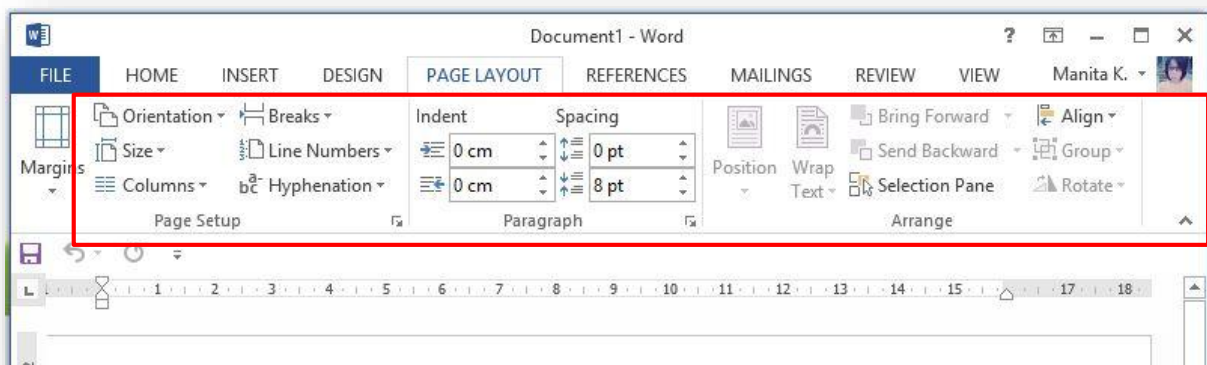 Document1 - Word
FILE HOME INSERT DESIGN PAGE LAYOUT REFERENCES MAILINGS REVIEW VIEW Manita K.
Orientation Breaks Indent Spacing Bring Forward Align
Size Line Numbers 0 cm 0 pt Send Backward Group
Margins Position Wrap Text
Columns Hyphenation 0 cm 8 pt Selection Pane Rotate
Page Setup Paragraph Arrange
1 2 3 4 5 6 7 8 9 10 11 12 13 14 15 17 18